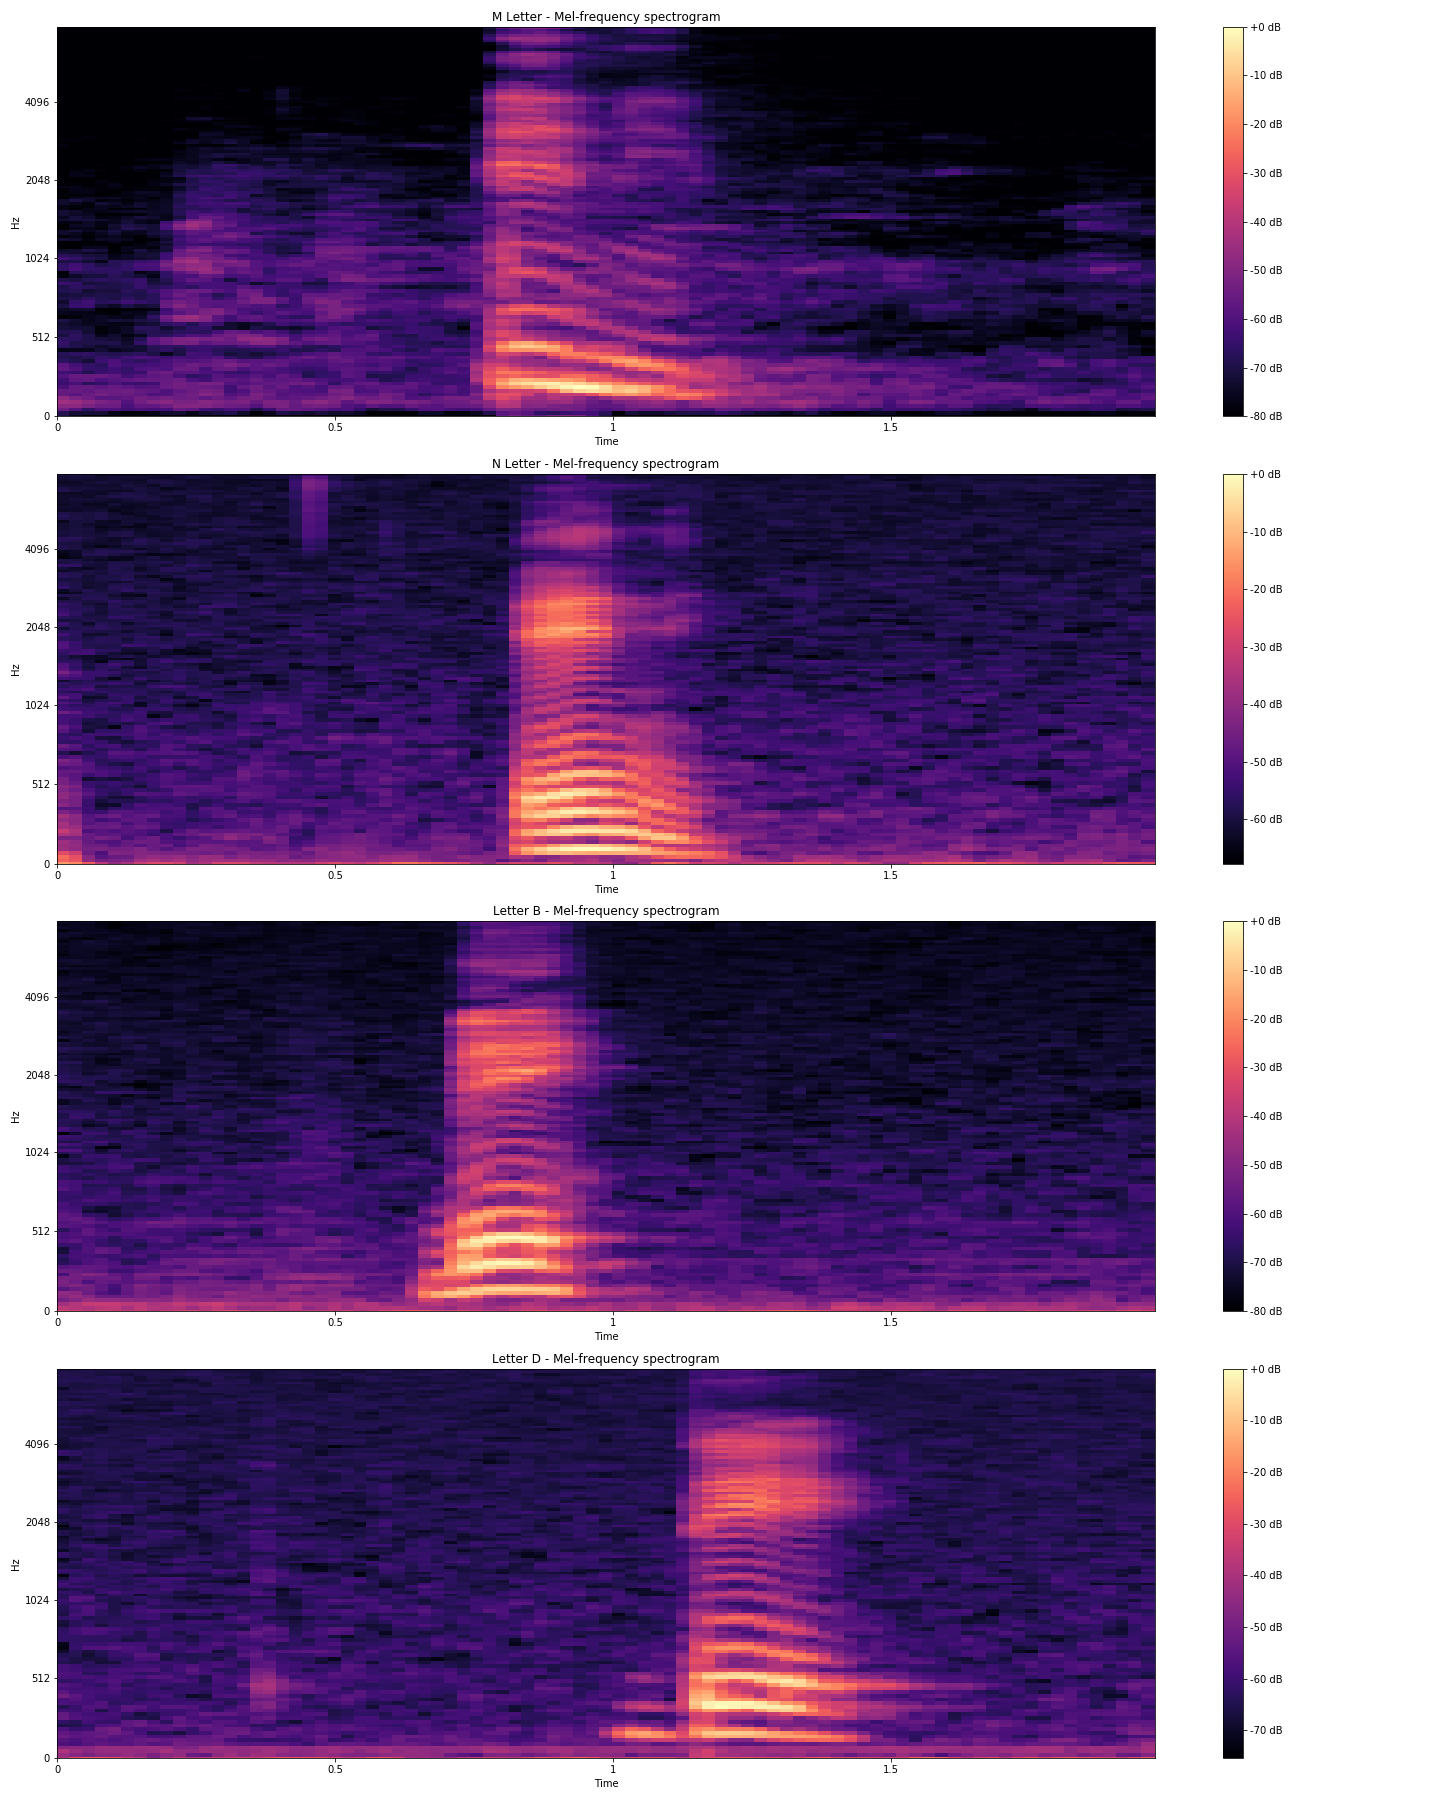 M Letter - Mel-frequency spectrogram
+0 dB
-10 dB
4096
-20 dB
2048
-30 dB
Hz
-40 dB
1024
-50 dB
-60 dB
512
-70 dB
0
-80 dB
0 0.5 1 1.5
Time
N Letter - Mel-frequency spectrogram
+0 dB
-10 dB
4096
-20 dB
2048
-30 dB
Hz
-40 dB
1024
-50 dB
512
-60 dB
0
0 0.5 1 1.5
Time
Letter B - Mel-frequency spectrogram
+0 dB
-10 dB
4096
-20 dB
2048
-30 dB
Hz
-40 dB
1024
-50 dB
-60 dB
512
-70 dB
0
-80 dB
0 0.5 1 1.5
Time
Letter D - Mel-frequency spectrogram
+0 dB
-10 dB
4096
-20 dB
2048
-30 dB
Hz
-40 dB
1024
-50 dB
-60 dB
512
-70 dB
0
0 0.5 1 1.5
Time